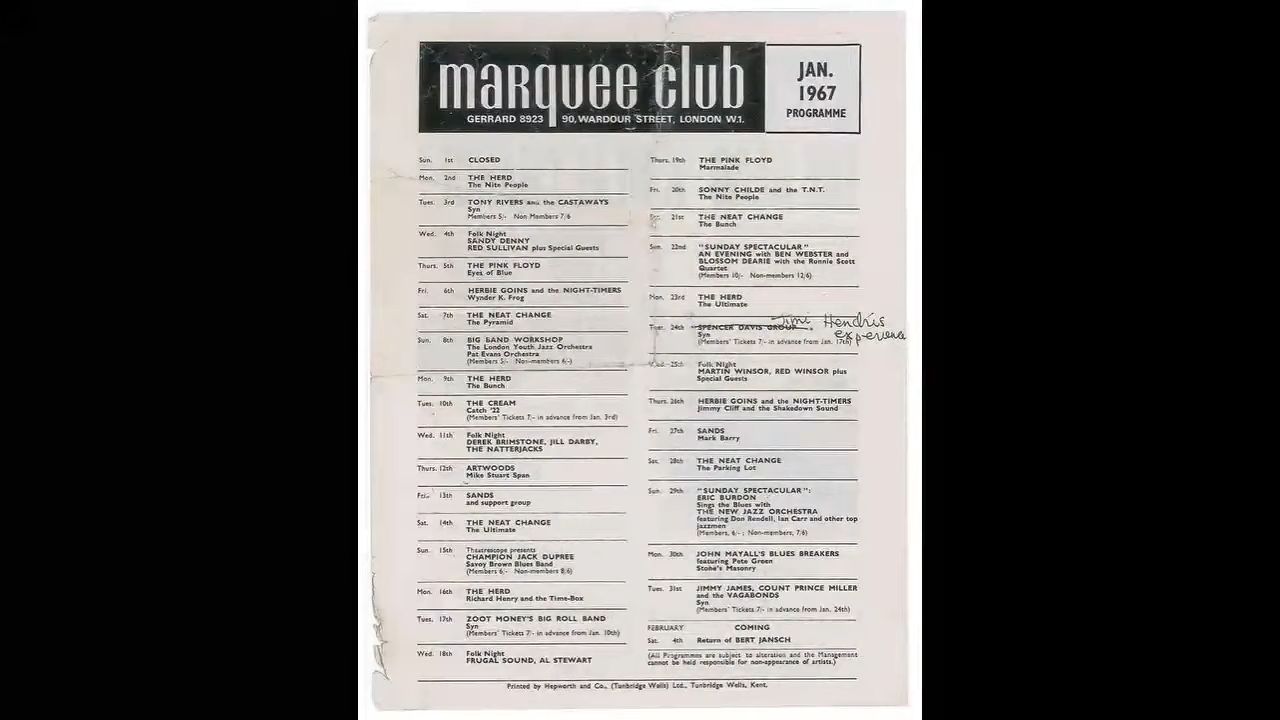 marquee club
GERRARD 8923 90, WARDOUR STREET, LONDON W.1.
JAN.
1967
PROGRAMME
Sun. 1st CLOSED
Mon. 2nd THE HERD
The Nite People
Tues. 3rd TONY RIVERS and the CASTAWAYS
Syn
Members 5/- Non Members 7/6
Wed. 4th Folk Night
SANDY DENNY
RED SULLIVAN plus Special Guests
Thurs. 5th THE PINK FLOYD
Eyes of Blue
Fri. 6th HERBIE GOINS and the NIGHT-TIMERS
Wynder K. Frog
Sat. 7th THE NEAT CHANGE
The Pyramid
Sun. 8th BIG BAND WORKSHOP
The London Youth Jazz Orchestra
Pat Evans Orchestra
(Members 5/- Non-members 6/-)
Mon. 9th THE HERD
The Bunch
Tues. 10th THE CREAM
Catch '22
(Members' Tickets 7/- in advance from Jan. 3rd)
Wed. 11th Folk Night
DEREK BRIMSTONE, JILL DARBY,
THE NATTERJACKS
Thurs. 12th ARTWOODS
Mike Stuart Span
Fri. 13th SANDS
and support group
Sat. 14th THE NEAT CHANGE
The Ultimate
Sun. 15th Theatrescope presents
CHAMPION JACK DUPREE
Savoy Brown Blues Band
(Members 6/- Non-members 8/6)
Mon. 16th THE HERD
Richard Henry and the Time-Box
Tues. 17th ZOOT MONEY'S BIG ROLL BAND
Syn
(Members' Tickets 7/- in advance from Jan. 10th)
Wed. 18th Folk Night
FRUGAL SOUND, AL STEWART
Thurs. 19th THE PINK FLOYD
Marmalade
Fri. 20th SONNY CHILDE and the T.N.T.
The Nite People
21st THE NEAT CHANGE
The Bunch
Sun. 22nd "SUNDAY SPECTACULAR"
AN EVENING with BEN WEBSTER and
BLOSSOM DEARIE with the Ronnie Scott
Quartet
(Members 10/- Non-members 12/6)
Mon. 23rd THE HERD
The Ultimate
Tues. 24th SPENCER DAVIS GROUP. Jimi Hendris
experience
Syn
(Members' Tickets 7/- in advance from Jan. 17th)
Wed. 25th Folk Night
MARTIN WINSOR, RED WINSOR plus
Special Guests
Thurs. 26th HERBIE GOINS and the NIGHT-TIMERS
Jimmy Cliff and the Shakedown Sound
Fri. 27th SANDS
Mark Barry
Sat. 28th THE NEAT CHANGE
The Parking Lot
Sun. 29th "SUNDAY SPECTACULAR":
ERIC BURDON
Sings the Blues with
THE NEW JAZZ ORCHESTRA
featuring Don Rendell, Ian Carr and other top
jazzmen
(Members, 6/- ; Non-members, 7/6)
Mon. 30th JOHN MAYALL'S BLUES BREAKERS
featuring Pete Green
Stone's Masonry
Tues. 31st JIMMY JAMES, COUNT PRINCE MILLER
and the VAGABONDS
Syn
(Members' Tickets 7/- in advance from Jan. 24th)
FEBRUARY COMING
Sat. 4th Return of BERT JANSCH
(All Programmes are subject to alteration and the Management
cannot be held responsible for non-appearance of artists.)
Printed by Hepworth and Co., (Tunbridge Wells) Ltd., Tunbridge Wells, Kent.